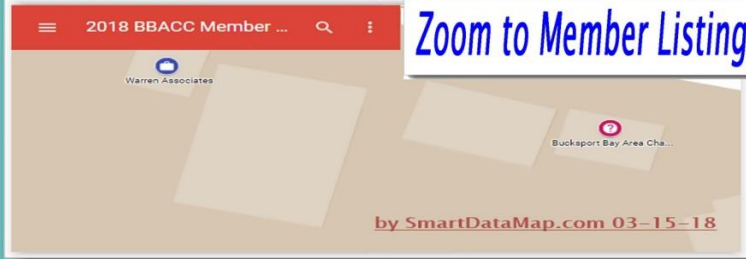 2018 BBACC Member ...
Zoom to Member Listing
Warren Associates
Bucksport Bay Area Cha...
by SmartDataMap.com 03-15-18